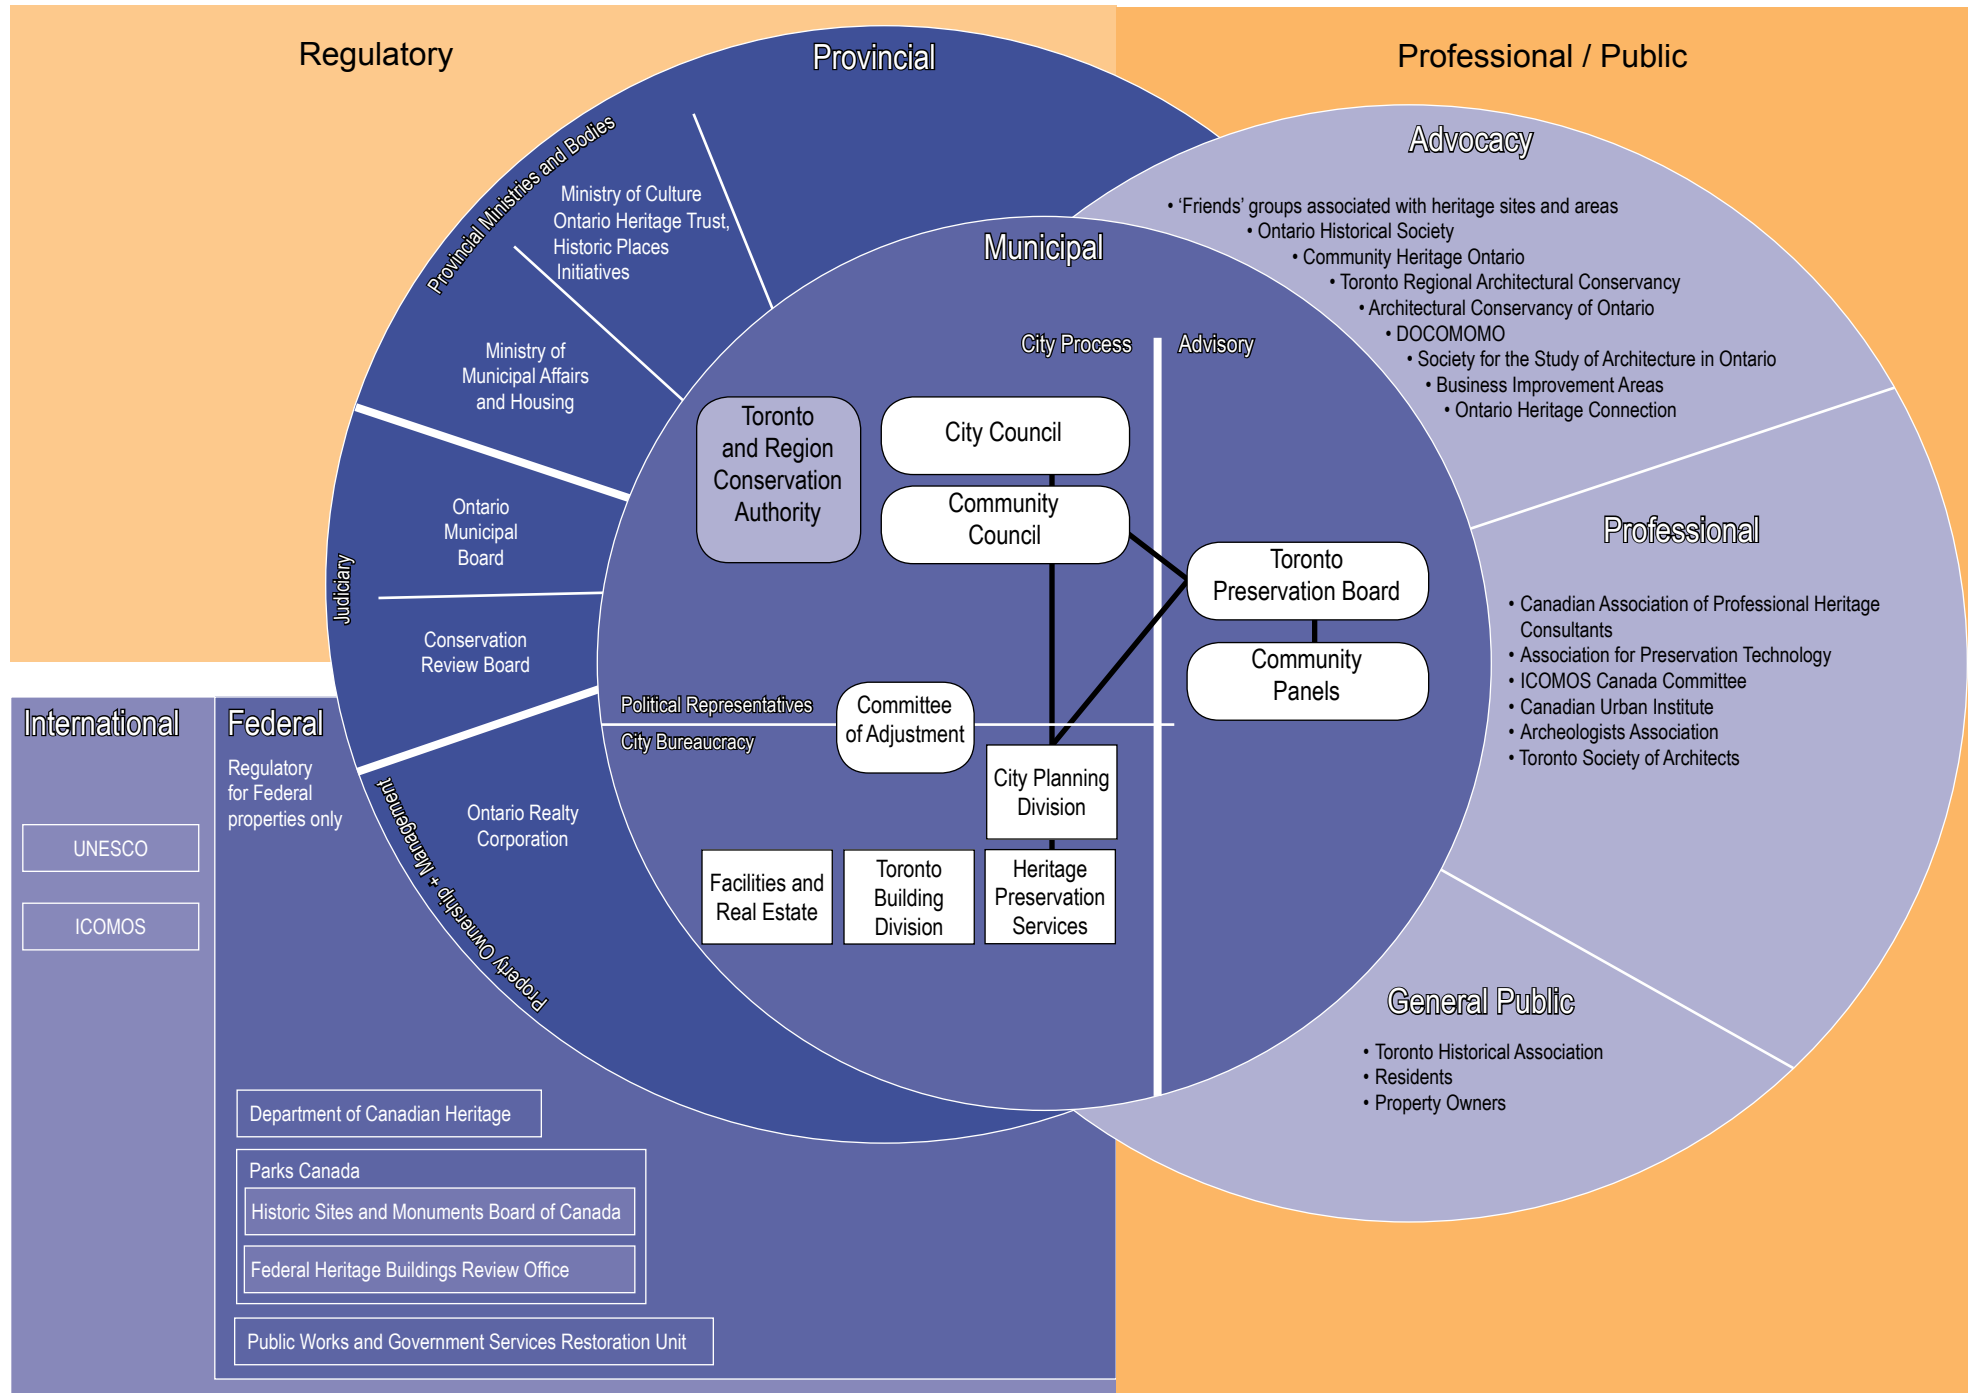 Regulatory
Professional / Public
Provincial
Provincial Ministries and Bodies
Ministry of Culture
Ontario Heritage Trust,
Historic Places
Initiatives
Ministry of
Municipal Affairs
and Housing
Judiciary
Ontario
Municipal
Board
Conservation
Review Board
Property Ownership + Management
Ontario Realty
Corporation
Municipal
City Process
Advisory
Toronto
and Region
Conservation
Authority
City Council
Community
Council
Toronto
Preservation Board
Community
Panels
Political Representatives
City Bureaucracy
Committee
of Adjustment
City Planning
Division
Facilities and
Real Estate
Toronto
Building
Division
Heritage
Preservation
Services
Advocacy
• ‘Friends’ groups associated with heritage sites and areas
• Ontario Historical Society
• Community Heritage Ontario
• Toronto Regional Architectural Conservancy
• Architectural Conservancy of Ontario
• DOCOMOMO
• Society for the Study of Architecture in Ontario
• Business Improvement Areas
• Ontario Heritage Connection
Professional
• Canadian Association of Professional Heritage
Consultants
• Association for Preservation Technology
• ICOMOS Canada Committee
• Canadian Urban Institute
• Archeologists Association
• Toronto Society of Architects
General Public
• Toronto Historical Association
• Residents
• Property Owners
International
UNESCO
ICOMOS
Federal
Regulatory
for Federal
properties only
Department of Canadian Heritage
Parks Canada
Historic Sites and Monuments Board of Canada
Federal Heritage Buildings Review Office
Public Works and Government Services Restoration Unit